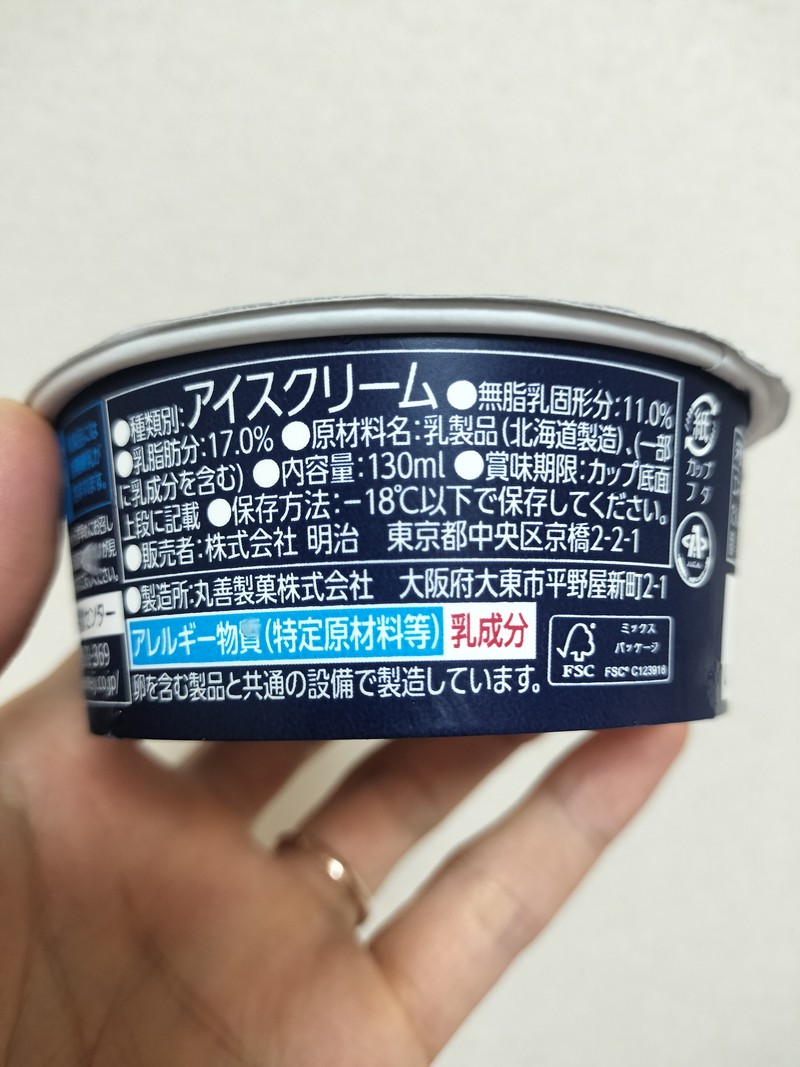 ●種類別:アイスクリーム ●無脂乳固形分:11.0%
●乳脂肪分:17.0% ●原材料名:乳製品(北海道製造)、(一部
に乳成分を含む) ●内容量:130ml ●賞味期限:カップ底面
上段に記載 ●保存方法:-18℃以下で保存してください。
●販売者:株式会社 明治 東京都中央区京橋2-2-1
●製造所:丸善製菓株式会社 大阪府大東市平野屋新町2-1
アレルギー物質(特定原材料等) 乳成分
卵を含む製品と共通の設備で製造しています。
紙
カップ
フタ
FSC
ミックス
パッケージ
FSC® C123916
センター
-369
.co.jp/